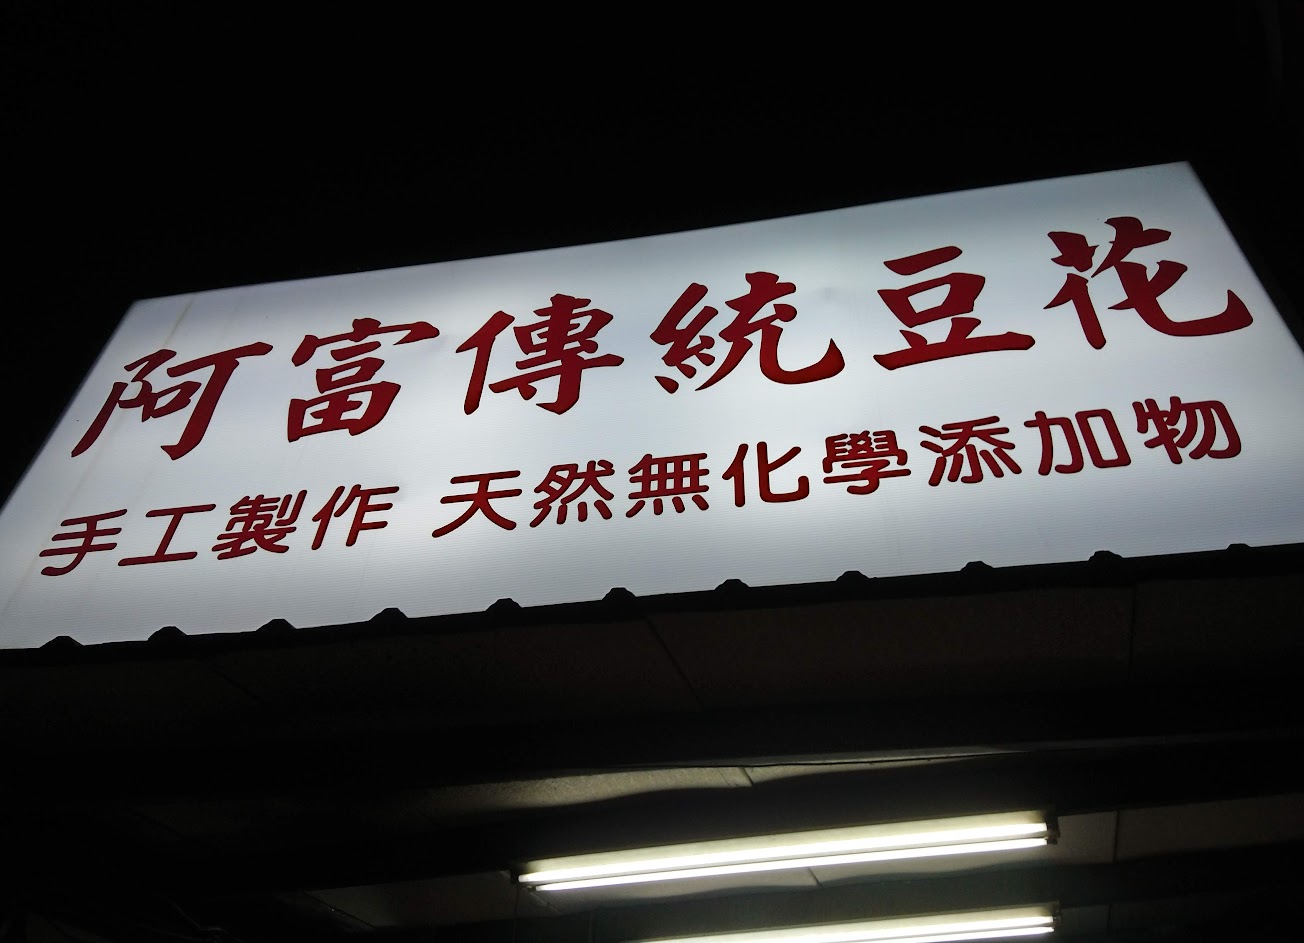 阿富傳統豆花
手工製作 天然無化學添加物